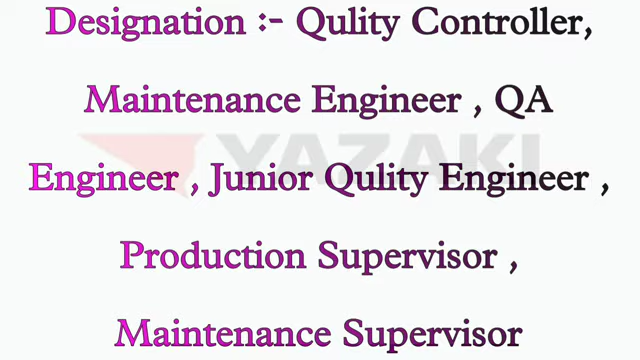 Designation :- Qulity Controller,
Maintenance Engineer , QA
YAZAKI
Engineer , Junior Qulity Engineer ,
Production Supervisor ,
Maintenance Supervisor